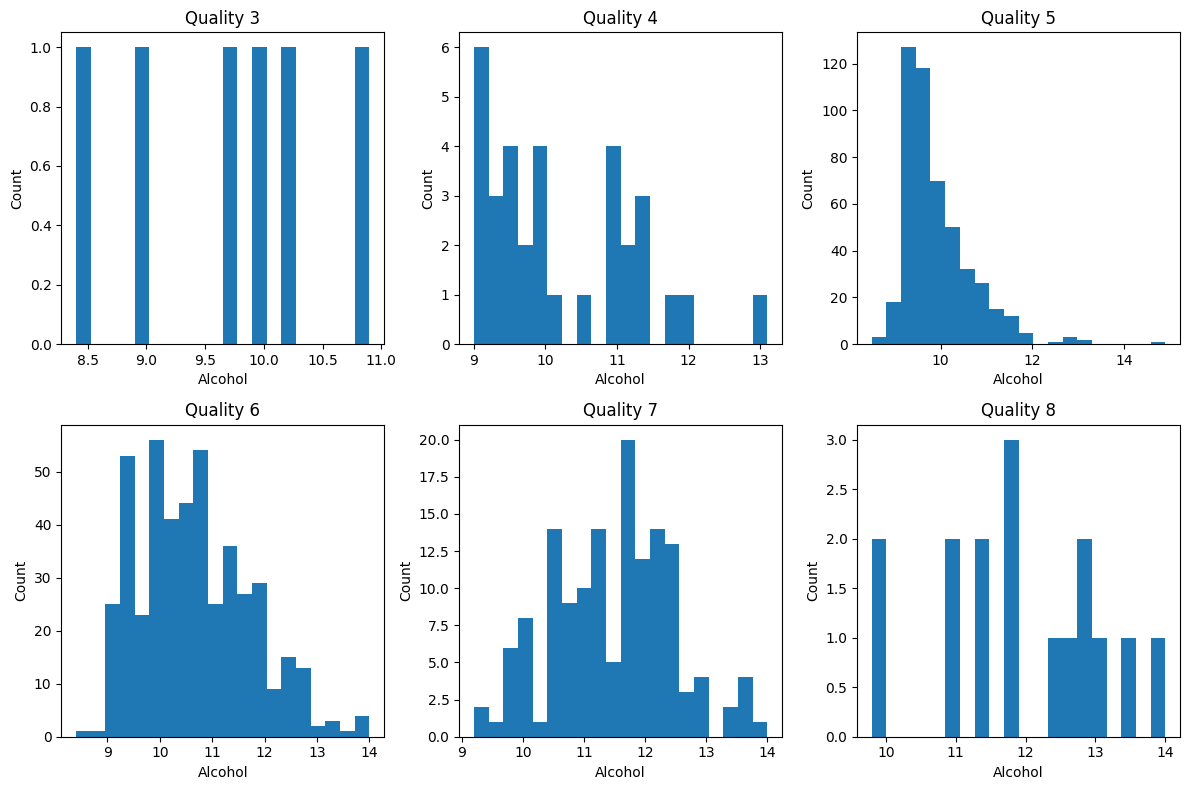 Quality 3
Quality 4
Quality 5
1.0
0.8
0.6
0.4
0.2
0.0
Count
8.5 9.0 9.5 10.0 10.5 11.0
Alcohol
6
5
4
3
2
1
0
Count
9 10 11 12 13
Alcohol
120
100
80
60
40
20
0
Count
10 12 14
Alcohol
Quality 6
Quality 7
Quality 8
50
40
30
20
10
0
Count
9 10 11 12 13 14
Alcohol
20.0
17.5
15.0
12.5
10.0
7.5
5.0
2.5
0.0
Count
9 10 11 12 13 14
Alcohol
3.0
2.5
2.0
1.5
1.0
0.5
0.0
Count
10 11 12 13 14
Alcohol